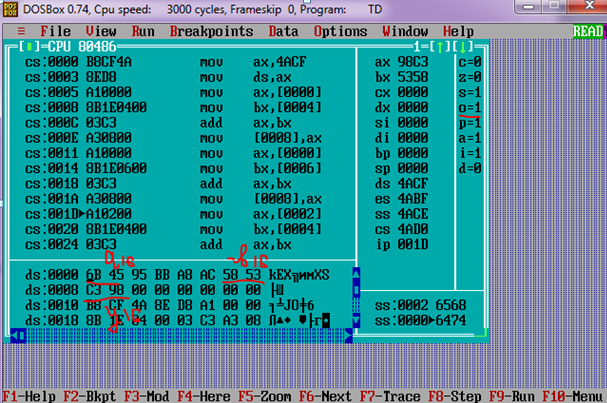 DOSBox 0.74, Cpu speed: 3000 cycles, Frameskip 0, Program: TD
≡ File View Run Breakpoints Data Options Window Help READY
[■]=CPU 80486 1=[↑][↓]
cs:0000 B8CF4A mov ax,4ACF
cs:0003 8ED8 mov ds,ax
cs:0005 A10000 mov ax,[0000]
cs:0008 8B1E0400 mov bx,[0004]
cs:000C 03C3 add ax,bx
cs:000E A30800 mov [0008],ax
cs:0011 A10000 mov ax,[0000]
cs:0014 8B1E0600 mov bx,[0006]
cs:0018 03C3 add ax,bx
cs:001A A30800 mov [0008],ax
cs:001D►A10200 mov ax,[0002]
cs:0020 8B1E0400 mov bx,[0004]
cs:0024 03C3 add ax,bx
ax 98C3 c=0
bx 5358 z=0
cx 0000 s=1
dx 0000 o=1
si 0000 p=1
di 0000 a=1
bp 0000 i=1
sp 0000 d=0
ds 4ACF
es 4ABF
ss 4ACE
cs 4AD0
ip 001D
ds:0000 6B 45 95 BB A8 AC 58 53 kEХ╗имXS
ds:0008 C3 98 00 00 00 00 00 00 ├Ш
ds:0010 B8 CF 4A 8E D8 A1 00 00 ╕╧JО╪б
ds:0018 8B 1E 04 00 03 C3 A3 08 Л▲♦ ♥├г◘
ss:0002 6568
ss:0000►6474
F1-Help F2-Bkpt F3-Mod F4-Here F5-Zoom F6-Next F7-Trace F8-Step F9-Run F10-Menu